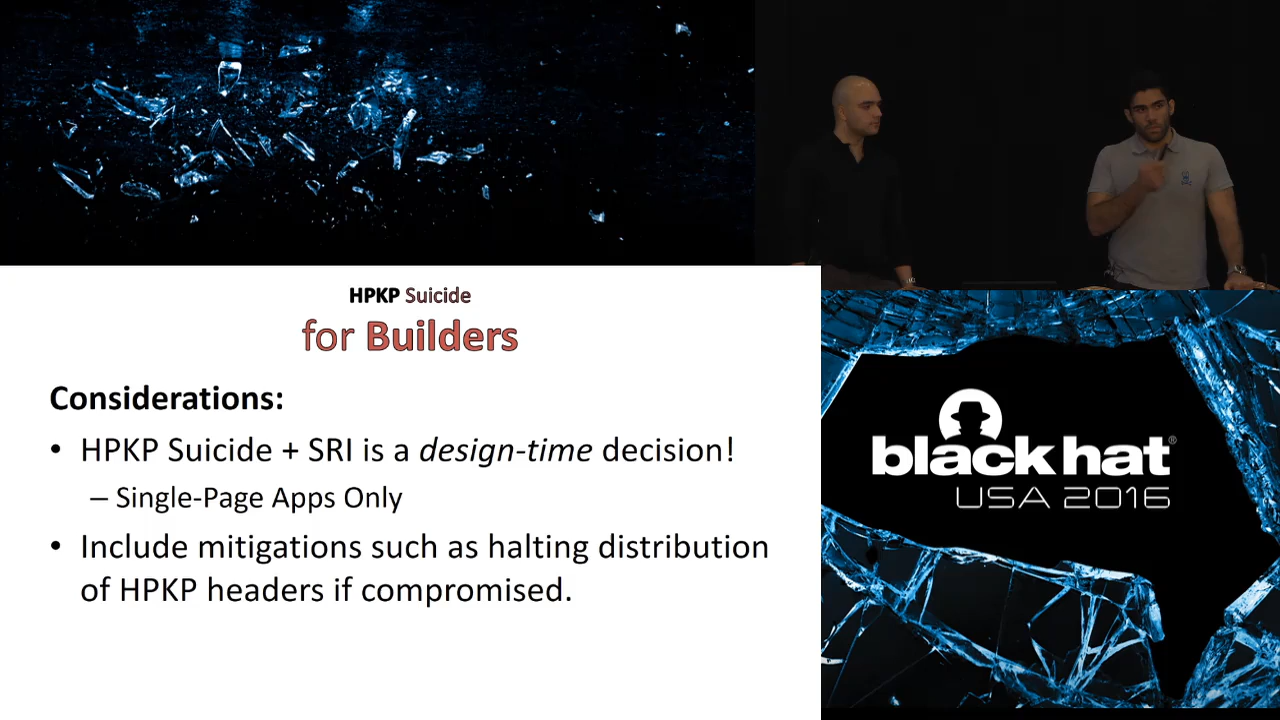 HPKP Suicide
for Builders
Considerations:
• HPKP Suicide + SRI is a design-time decision!
– Single-Page Apps Only
• Include mitigations such as halting distribution
of HPKP headers if compromised.
black hat®
USA 2016